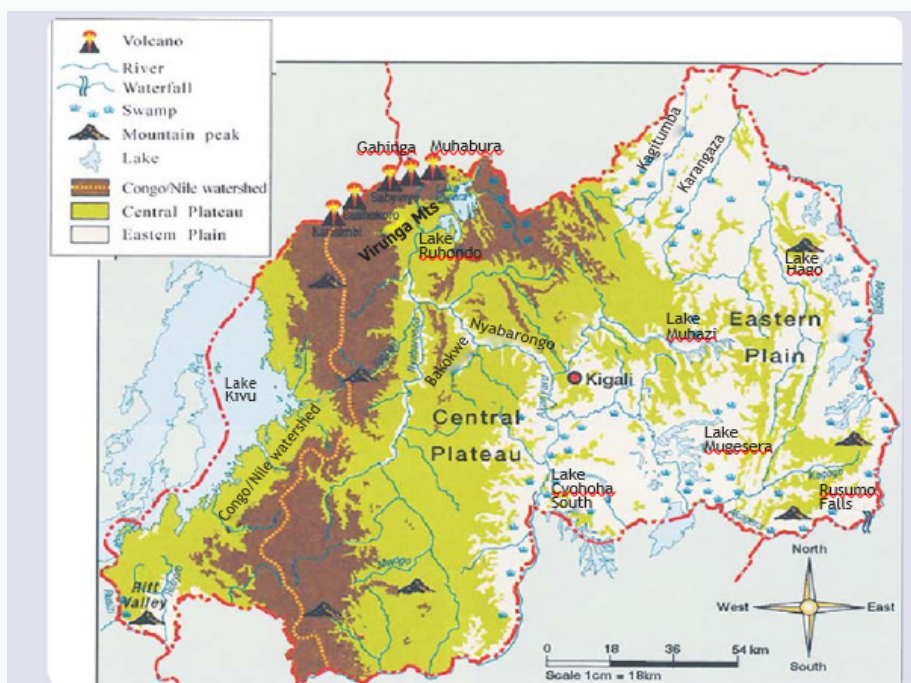 Volcano
River
Waterfall
Swamp
Mountain peak
Lake
Congo/Nile watershed
Central Plateau
Eastern Plain
Gahinga
Muhabura
Kagitumba
Karangaza
Virunga Mts
Lake
Ruhondo
Lake
Hago
Lake
Muhazi
Eastern
Plain
Nyabarongo
Bakokwe
Kigali
Lake
Kivu
Central
Plateau
Congo/Nile watershed
Lake
Mugesera
Lake
Cyohoha
South
Rusumo
Falls
Rift
Valley
North
West
East
South
0 18 36 54 km
Scale 1cm = 18km